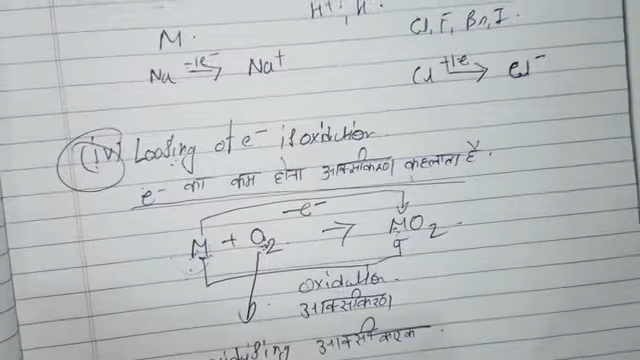 H⁺
M.
Cl, F, Br, I.
Na -1e⁻ → Na⁺
Cl +1e → Cl⁻
(iv) Loosing of e⁻ is oxidation
e⁻ का कम होना आक्सीकरण कहलाता है.
-e⁻
M + O₂ → MO₂
oxidation
आक्सीकरण
आक्सीकारक